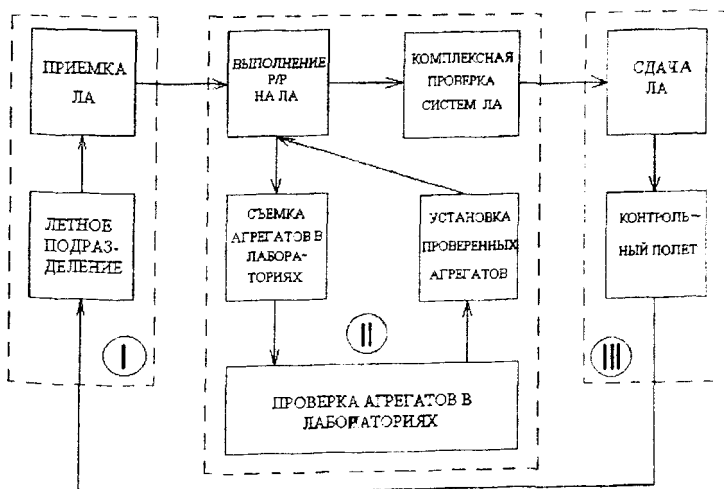 ПРИЕМКА
ЛА
ЛЕТНОЕ
ПОДРАЗ-
ДЕЛЕНИЕ
I
ВЫПОЛНЕНИЕ
Р/Р
НА ЛА
КОМПЛЕКСНАЯ
ПРОВЕРКА
СИСТЕМ ЛА
СЪЕМКА
АГРЕГАТОВ В
ЛАБОРА-
ТОРИЯХ
УСТАНОВКА
ПРОВЕРЕННЫХ
АГРЕГАТОВ
II
ПРОВЕРКА АГРЕГАТОВ В
ЛАБОРАТОРИЯХ
СДАЧА
ЛА
КОНТРОЛЬ-
НЫЙ ПОЛЕТ
III